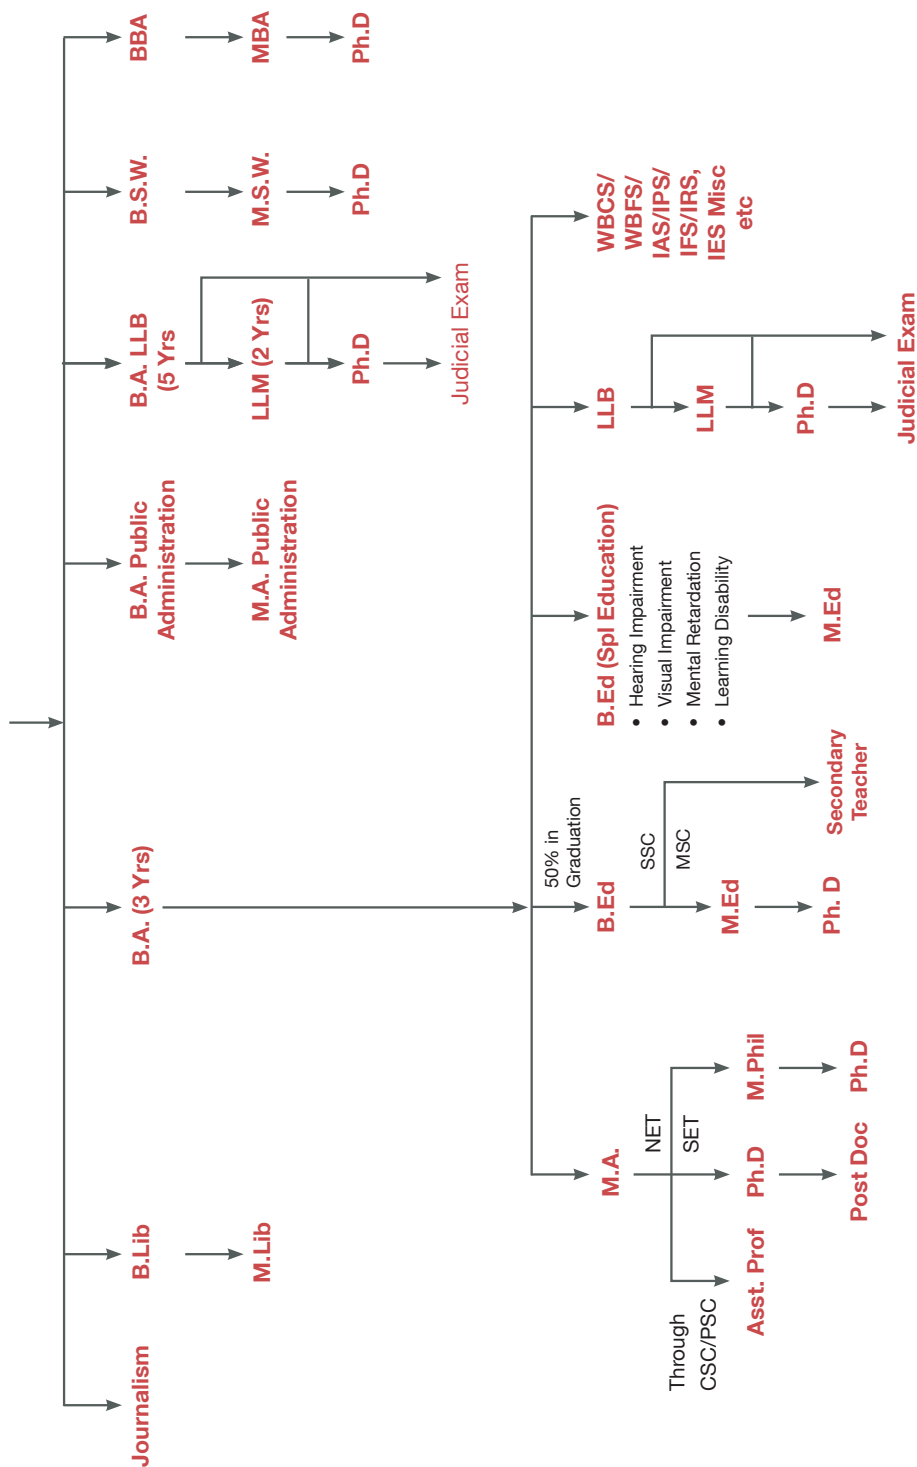 Journalism
B.Lib
B.A. (3 Yrs)
B.A. Public
Administration
B.A. LLB
(5 Yrs
B.S.W.
BBA
M.Lib
M.A. Public
Administration
LLM (2 Yrs)
M.S.W.
MBA
Ph.D
Ph.D
Ph.D
Judicial Exam
50% in
Graduation
M.A.
B.Ed
B.Ed (Spl Education)
• Hearing Impairment
• Visual Impairment
• Mental Retardation
• Learning Disability
LLB
WBCS/
WBFS/
IAS/IPS/
IFS/IRS,
IES Misc
etc
NET
SET
SSC
MSC
Through
CSC/PSC
LLM
Asst. Prof
Ph.D
M.Phil
M.Ed
Ph.D
Post Doc
Ph.D
Ph. D
Secondary
Teacher
M.Ed
Judicial Exam